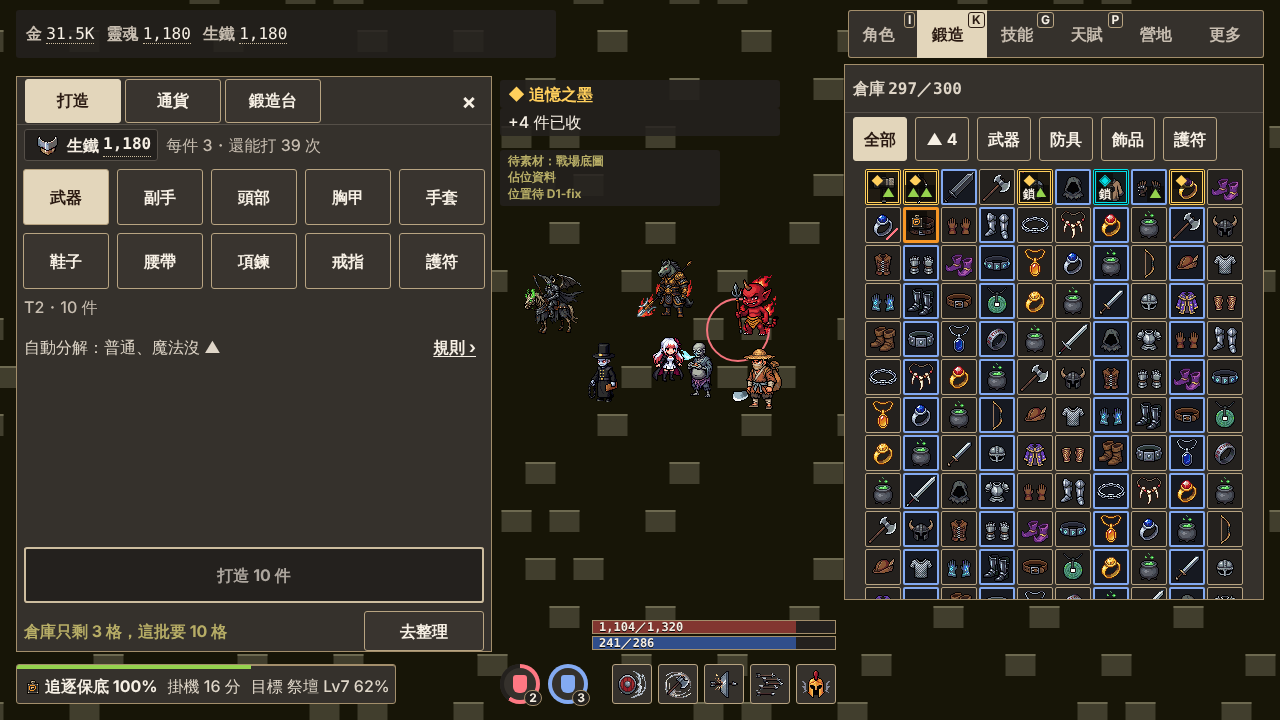 金 31.5K 靈魂 1,180 生鐵 1,180
角色 I 鍛造 K 技能 G 天賦 P 營地 更多
打造 通貨 鍛造台 ×
生鐵 1,180 每件 3・還能打 39 次
武器 副手 頭部 胸甲 手套
鞋子 腰帶 項鍊 戒指 護符
T2・10 件
自動分解：普通、魔法沒 ▲ 規則 ›
打造 10 件
倉庫只剩 3 格，這批要 10 格 去整理
追逐保底 100% 掛機 16 分 目標 祭壇 Lv7 62%
◆ 追憶之墨
+4 件已收
待素材：戰場底圖
佔位資料
位置待 D1-fix
1,104／1,320
241／286
2 3
倉庫 297／300
全部 ▲ 4 武器 防具 飾品 護符
鎖 鎖